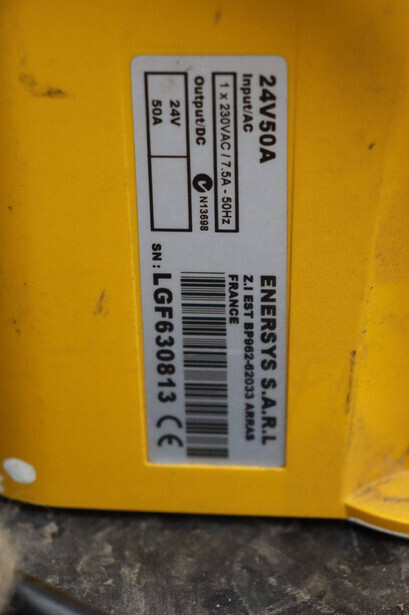 24V50A
Input/AC
1 x 230VAC / 7.5A - 50Hz
Output/DC
N13698
24V
50A
ENERSYS S.A.R.L
Z.I EST BP962-62033 ARRAS
FRANCE
SN : LGF630813 CE